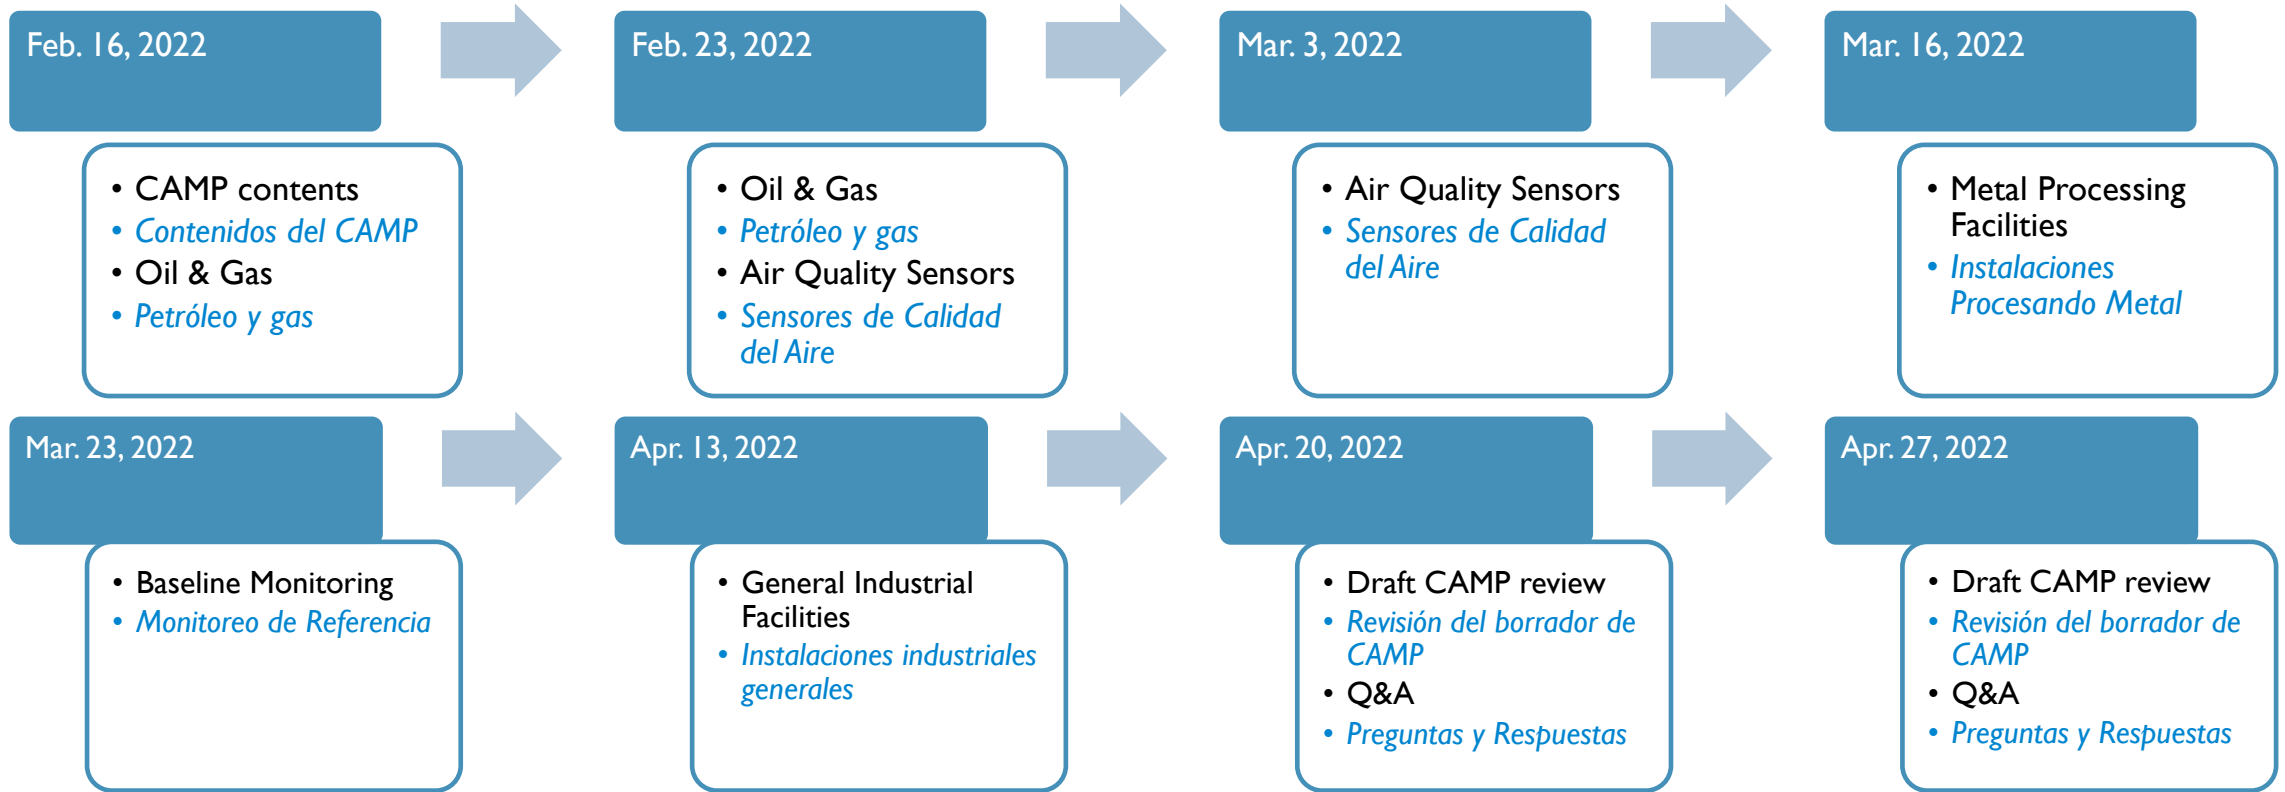 Feb. 16, 2022
• CAMP contents
• Contenidos del CAMP
• Oil & Gas
• Petróleo y gas
Feb. 23, 2022
• Oil & Gas
• Petróleo y gas
• Air Quality Sensors
• Sensores de Calidad
del Aire
Mar. 3, 2022
• Air Quality Sensors
• Sensores de Calidad
del Aire
Mar. 16, 2022
• Metal Processing
Facilities
• Instalaciones
Procesando Metal
Mar. 23, 2022
• Baseline Monitoring
• Monitoreo de Referencia
Apr. 13, 2022
• General Industrial
Facilities
• Instalaciones industriales
generales
Apr. 20, 2022
• Draft CAMP review
• Revisión del borrador de
CAMP
• Q&A
• Preguntas y Respuestas
Apr. 27, 2022
• Draft CAMP review
• Revisión del borrador de
CAMP
• Q&A
• Preguntas y Respuestas